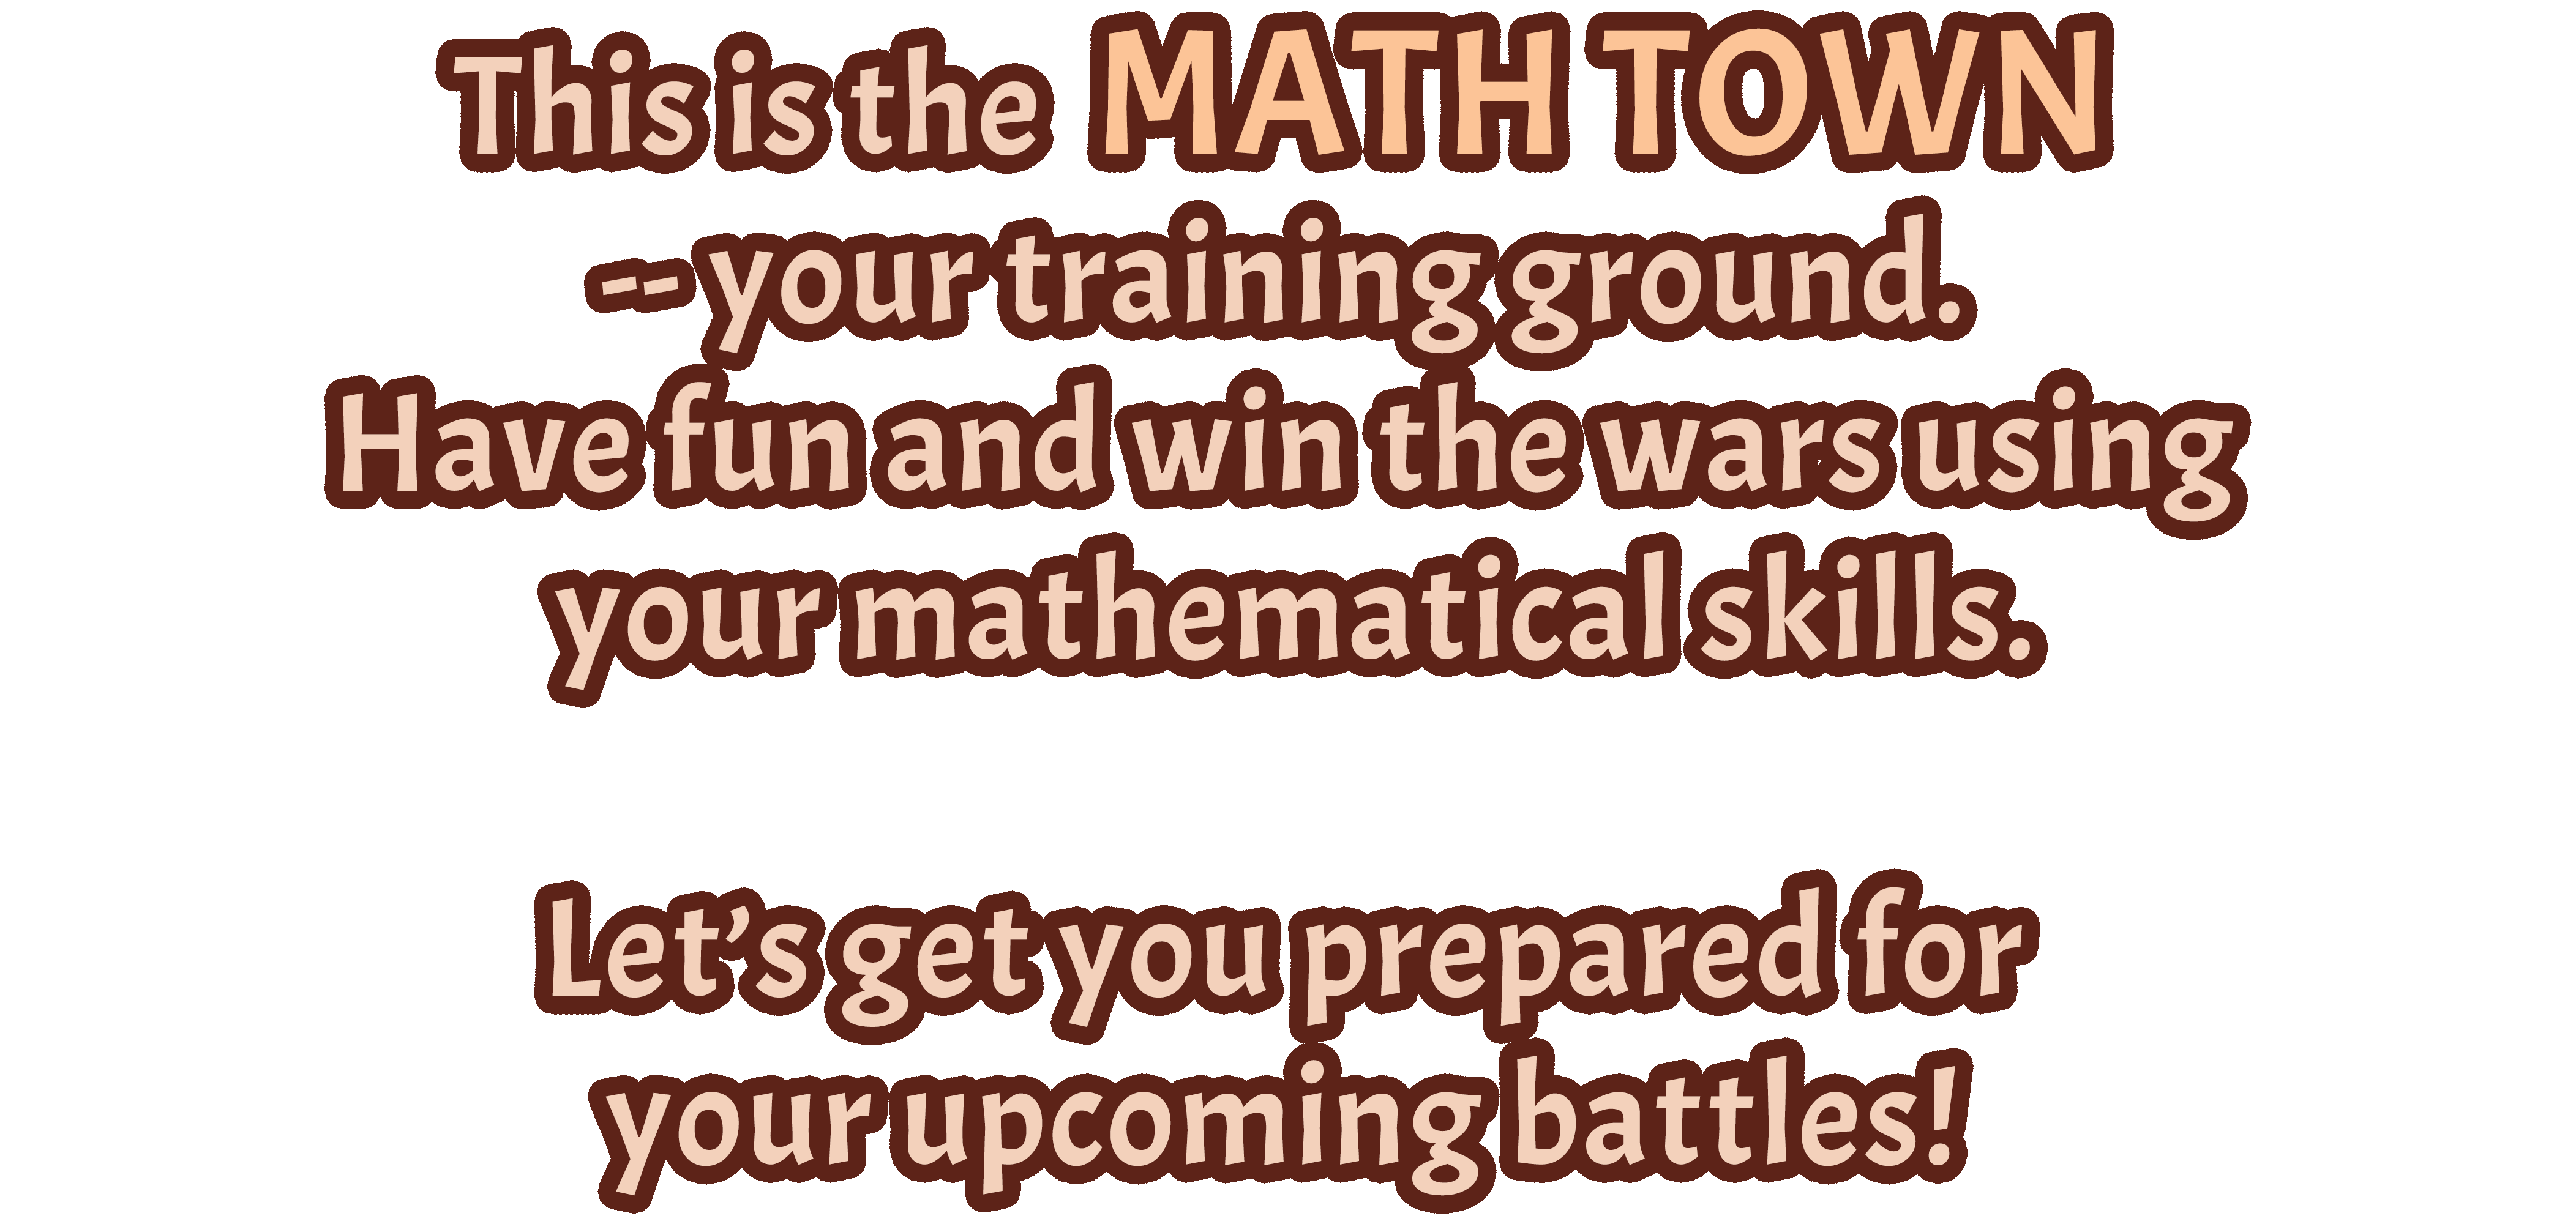 This is the MATH TOWN
-- your training ground.
Have fun and win the wars using
your mathematical skills.
Let’s get you prepared for
your upcoming battles!